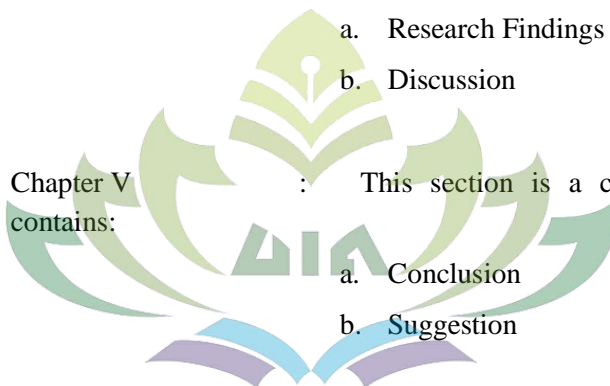 a. Research Findings
b. Discussion
Chapter V : This section is a c
contains:
a. Conclusion
b. Suggestion